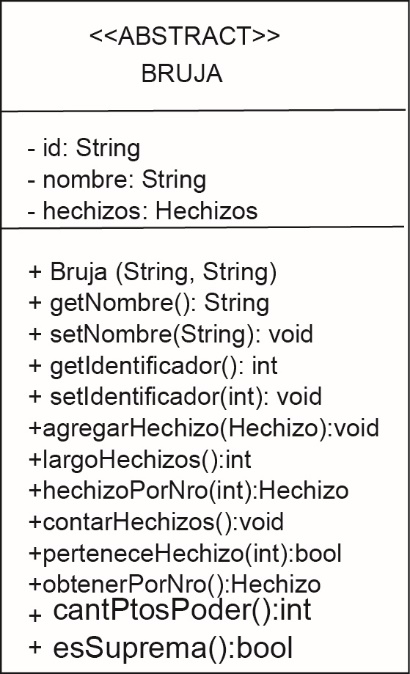 <<ABSTRACT>>
BRUJA
- id: String
- nombre: String
- hechizos: Hechizos
+ Bruja (String, String)
+ getNombre(): String
+ setNombre(String): void
+ getIdentificador(): int
+ setIdentificador(int): void
+agregarHechizo(Hechizo):void
+largoHechizos():int
+hechizoPorNro(int):Hechizo
+contarHechizos():void
+perteneceHechizo(int):bool
+obtenerPorNro():Hechizo
+ cantPtosPoder():int
+ esSuprema():bool